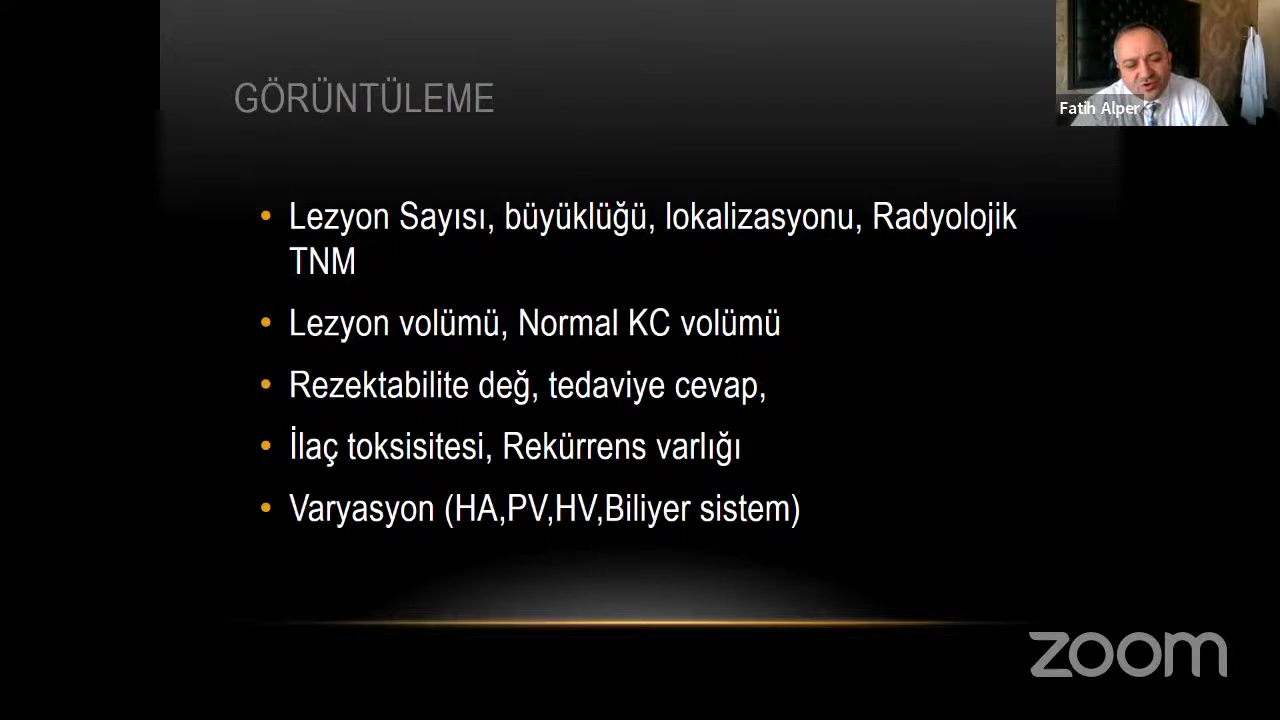 GÖRÜNTÜLEME
Fatih Alper
• Lezyon Sayısı, büyüklüğü, lokalizasyonu, Radyolojik
TNM
• Lezyon volümü, Normal KC volümü
• Rezektabilite değ, tedaviye cevap,
• İlaç toksisitesi, Rekürrens varlığı
• Varyasyon (HA,PV,HV,Biliyer sistem)
zoom